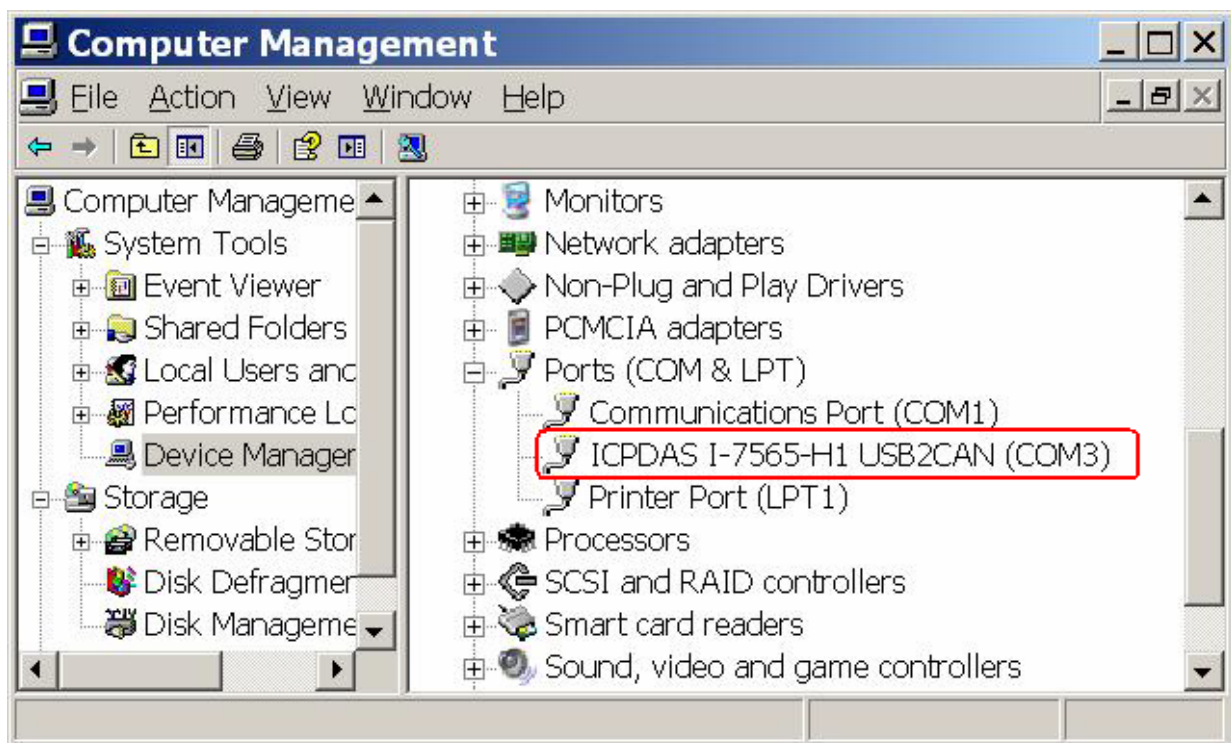 Computer Management
File Action View Window Help
Computer Manageme
System Tools
Event Viewer
Shared Folders
Local Users and
Performance Lo
Device Manager
Storage
Removable Stor
Disk Defragmer
Disk Manageme
Monitors
Network adapters
Non-Plug and Play Drivers
PCMCIA adapters
Ports (COM & LPT)
Communications Port (COM1)
ICPDAS I-7565-H1 USB2CAN (COM3)
Printer Port (LPT1)
Processors
SCSI and RAID controllers
Smart card readers
Sound, video and game controllers